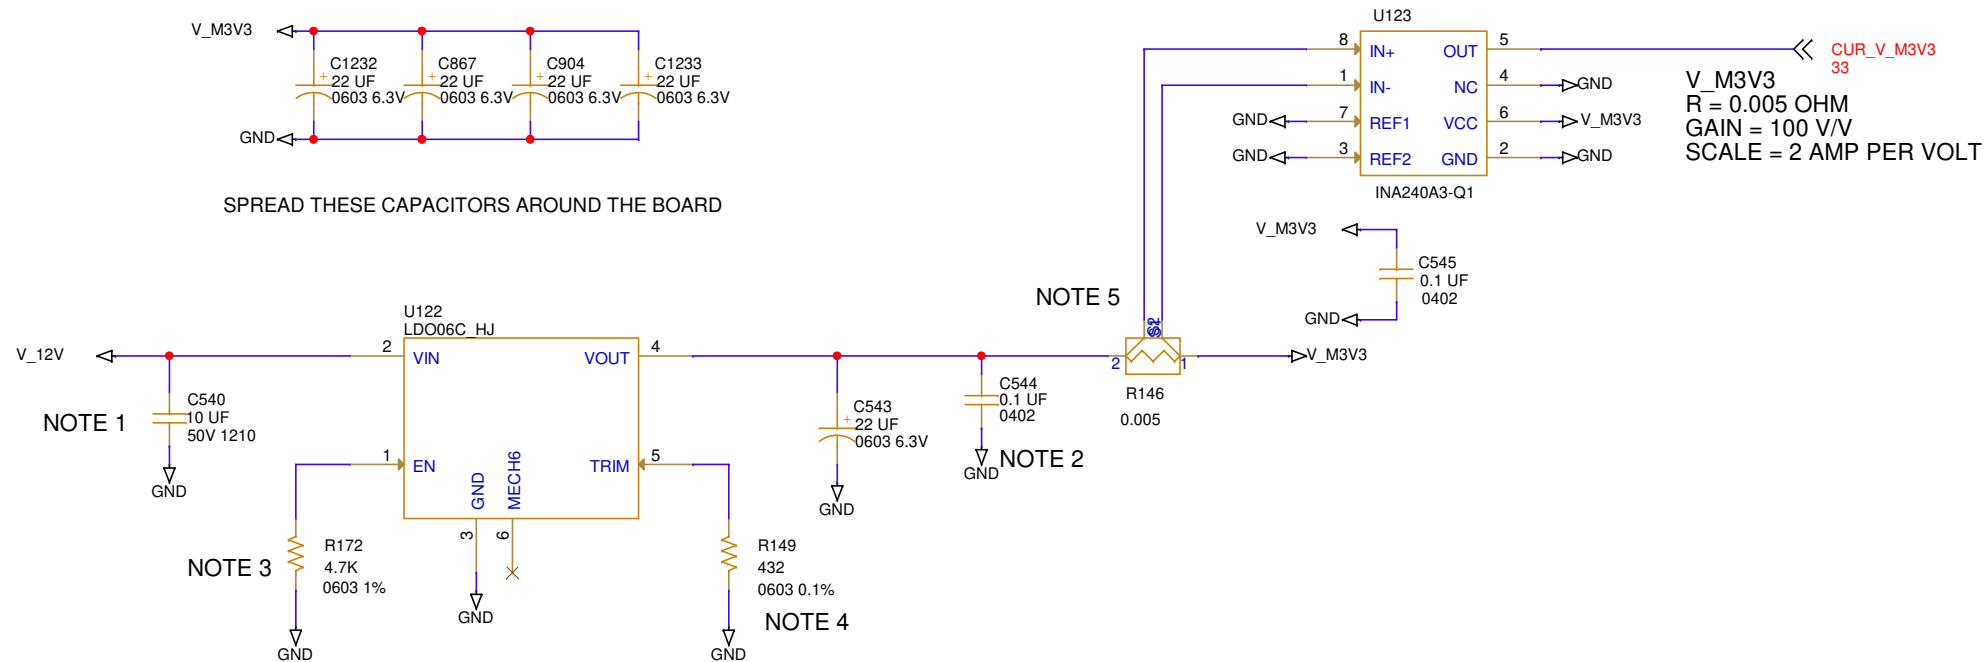 V_M3V3
C1232
22 UF
0603 6.3V
C867
22 UF
0603 6.3V
C904
22 UF
0603 6.3V
C1233
22 UF
0603 6.3V
GND
SPREAD THESE CAPACITORS AROUND THE BOARD
U123
8 IN+ OUT 5
1 IN- NC 4 GND
GND 7 REF1 VCC 6 V_M3V3
GND 3 REF2 GND 2 GND
INA240A3-Q1
CUR_V_M3V3
33
V_M3V3
R = 0.005 OHM
GAIN = 100 V/V
SCALE = 2 AMP PER VOLT
V_M3V3
C545
0.1 UF
0402
GND
NOTE 5
2 1 V_M3V3
R146
0.005
U122
LDO06C_HJ
V_12V
2 VIN VOUT 4
1 EN TRIM 5
GND
3
MECH6
6
GND
NOTE 1
C540
10 UF
50V 1210
GND
NOTE 3
R172
4.7K
0603 1%
GND
R149
432
0603 0.1%
NOTE 4
GND
C543
22 UF
0603 6.3V
GND
C544
0.1 UF
0402
GND
NOTE 2